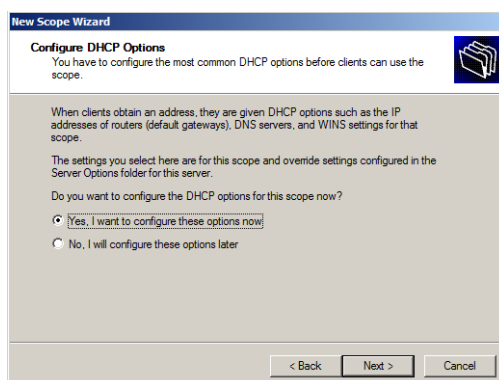 New Scope Wizard
Configure DHCP Options
You have to configure the most common DHCP options before clients can use the
scope.
When clients obtain an address, they are given DHCP options such as the IP
addresses of routers (default gateways), DNS servers, and WINS settings for that
scope.
The settings you select here are for this scope and override settings configured in the
Server Options folder for this server.
Do you want to configure the DHCP options for this scope now?
Yes, I want to configure these options now
No, I will configure these options later
< Back
Next >
Cancel